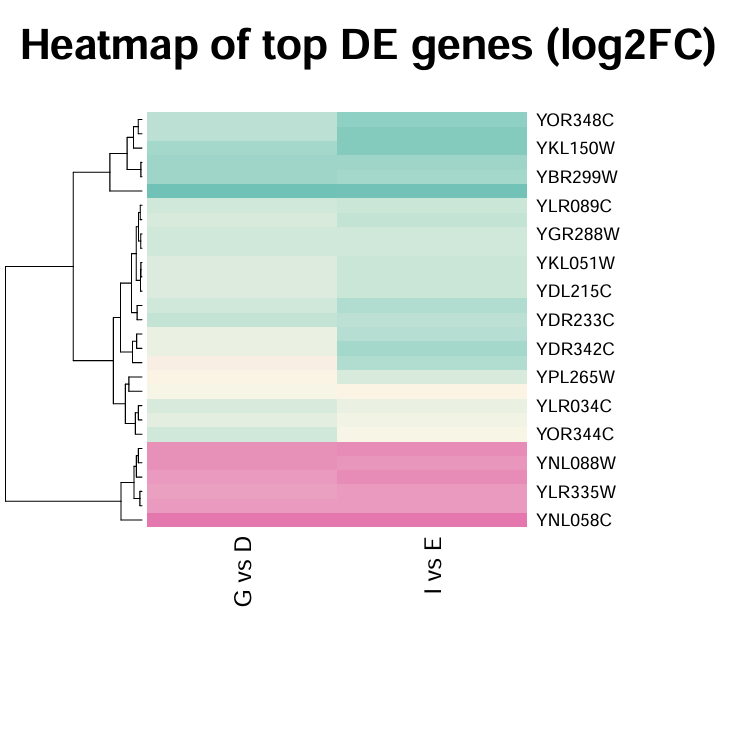 Heatmap of top DE genes (log2FC)
YOR348C
YKL150W
YBR299W
YLR089C
YGR288W
YKL051W
YDL215C
YDR233C
YDR342C
YPL265W
YLR034C
YOR344C
YNL088W
YLR335W
YNL058C
G vs D
I vs E